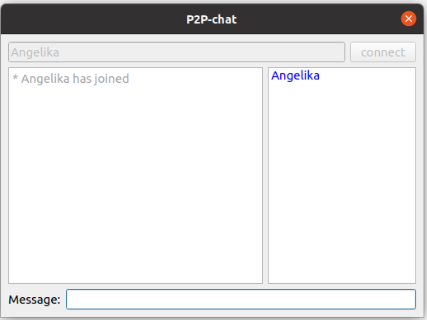 P2P-chat
Angelika
connect
* Angelika has joined
Angelika
Message: